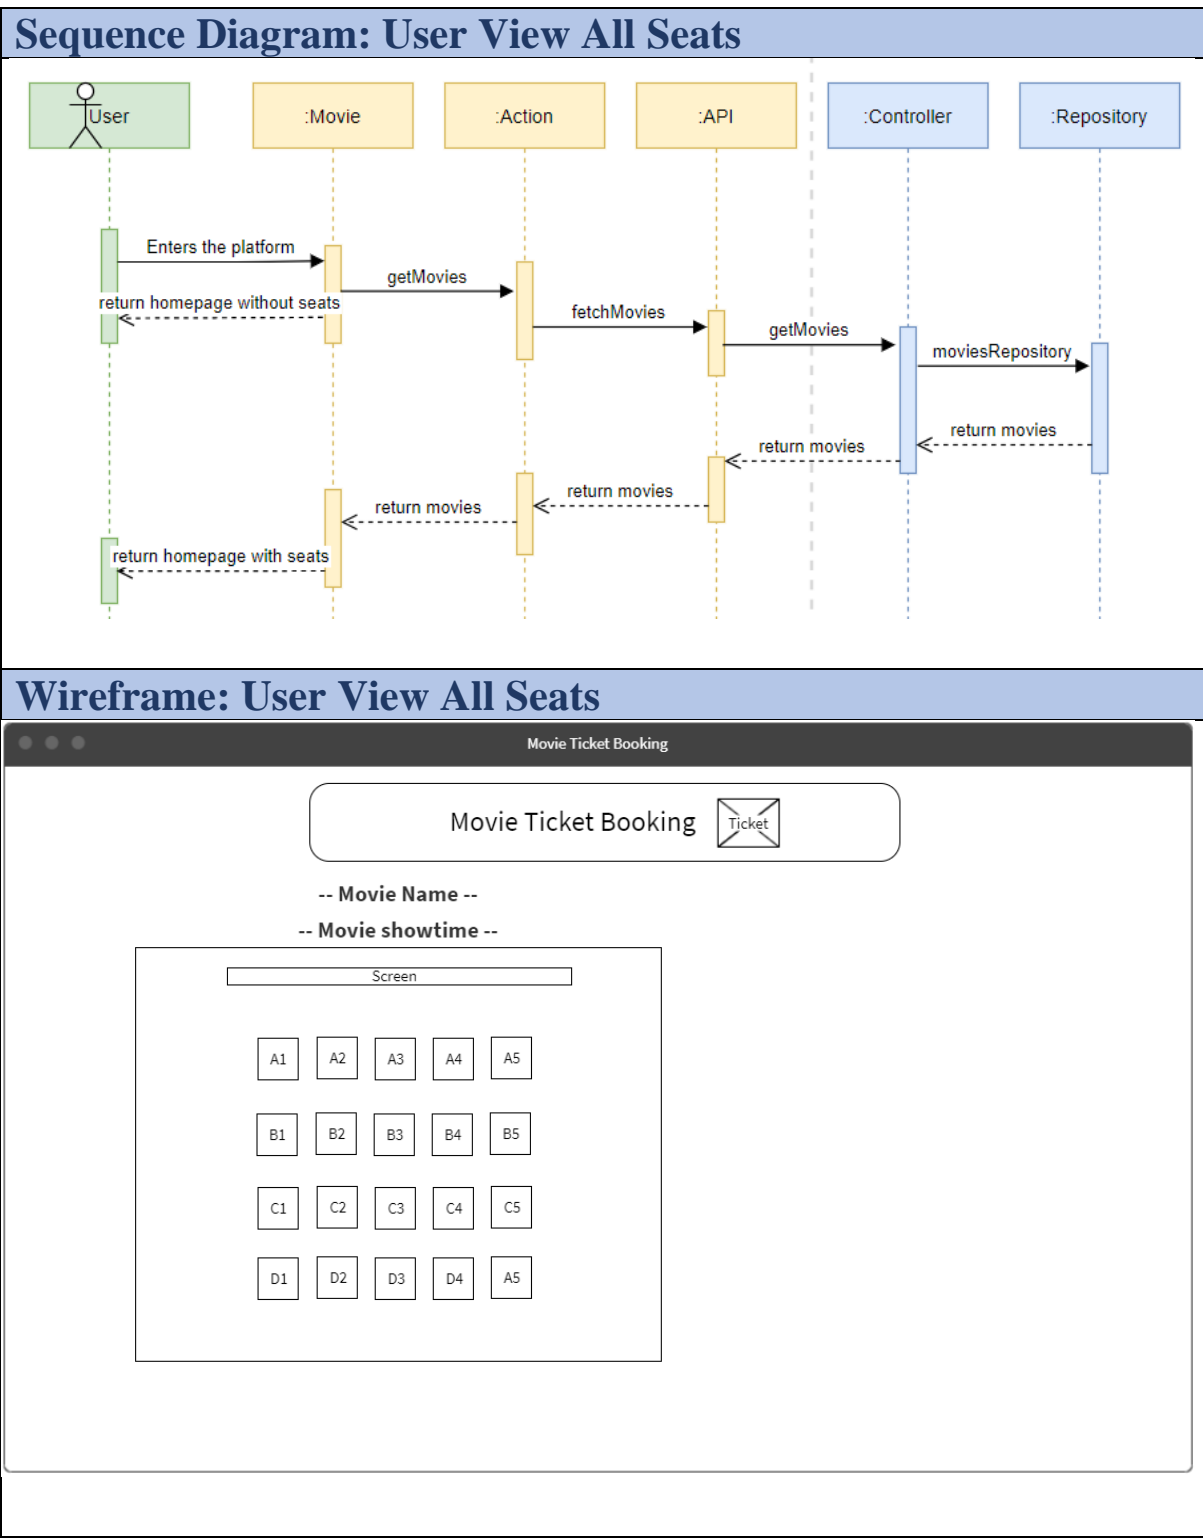 Sequence Diagram: User View All Seats
User
:Movie
:Action
:API
:Controller
:Repository
Enters the platform
getMovies
return homepage without seats
fetchMovies
getMovies
moviesRepository
return movies
return movies
return movies
return movies
return homepage with seats
Wireframe: User View All Seats
Movie Ticket Booking
Movie Ticket Booking
Ticket
-- Movie Name --
-- Movie showtime --
Screen
A1 A2 A3 A4 A5
B1 B2 B3 B4 B5
C1 C2 C3 C4 C5
D1 D2 D3 D4 A5